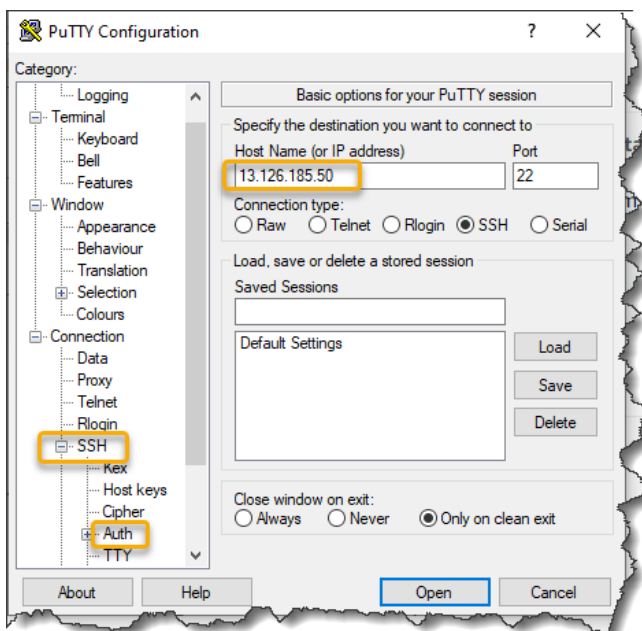 PuTTY Configuration
Category:
Logging
Terminal
Keyboard
Bell
Features
Window
Appearance
Behaviour
Translation
Selection
Colours
Connection
Data
Proxy
Telnet
Rlogin
SSH
Kex
Host keys
Cipher
Auth
TTY
Basic options for your PuTTY session
Specify the destination you want to connect to
Host Name (or IP address) Port
13.126.185.50 22
Connection type:
Raw Telnet Rlogin SSH Serial
Load, save or delete a stored session
Saved Sessions
Default Settings
Load
Save
Delete
Close window on exit:
Always Never Only on clean exit
About Help Open Cancel